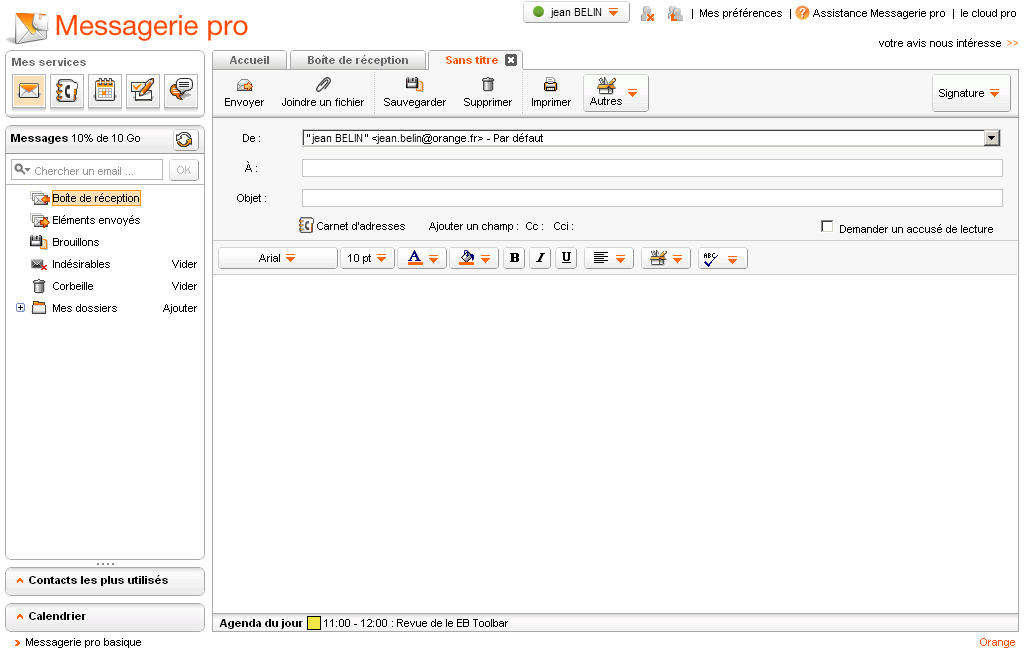 Messagerie pro
jean BELIN
| Mes préférences | Assistance Messagerie pro | le cloud pro
votre avis nous intéresse >>
Mes services
Accueil
Boîte de réception
Sans titre
Envoyer
Joindre un fichier
Sauvegarder
Supprimer
Imprimer
Autres
Signature
Messages 10% de 10 Go
Chercher un email ...
OK
Boîte de réception
Eléments envoyés
Brouillons
Indésirables Vider
Corbeille Vider
Mes dossiers Ajouter
De : "jean BELIN" <jean.belin@orange.fr> - Par défaut
À :
Objet :
Carnet d'adresses Ajouter un champ : Cc : Cci :
Demander un accusé de lecture
Arial 10 pt A B I U ABC
Contacts les plus utilisés
Calendrier
Agenda du jour 11:00 - 12:00 : Revue de le EB Toolbar
Messagerie pro basique
Orange